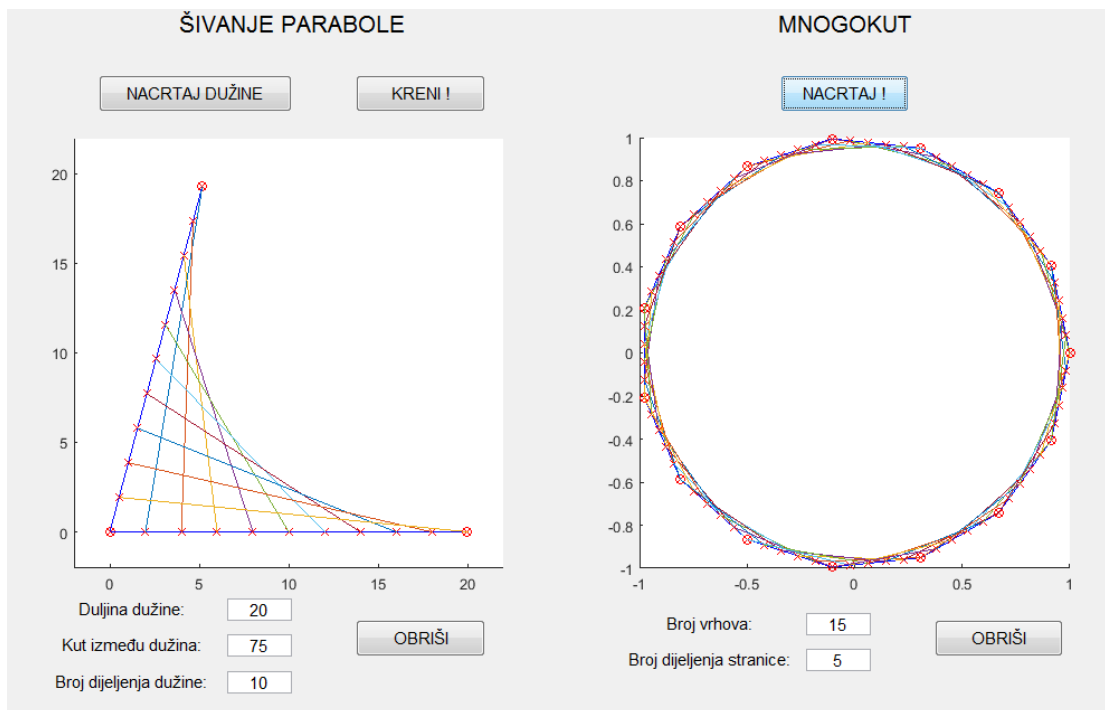 ŠIVANJE PARABOLE
NACRTAJ DUŽINE
KRENI !
20
15
10
5
0
0
5
10
15
20
Duljina dužine:
20
Kut između dužina:
75
Broj dijeljenja dužine:
10
OBRIŠI
MNOGOKUT
NACRTAJ !
1
0.8
0.6
0.4
0.2
0
-0.2
-0.4
-0.6
-0.8
-1
-1
-0.5
0
0.5
1
Broj vrhova:
15
Broj dijeljenja stranice:
5
OBRIŠI